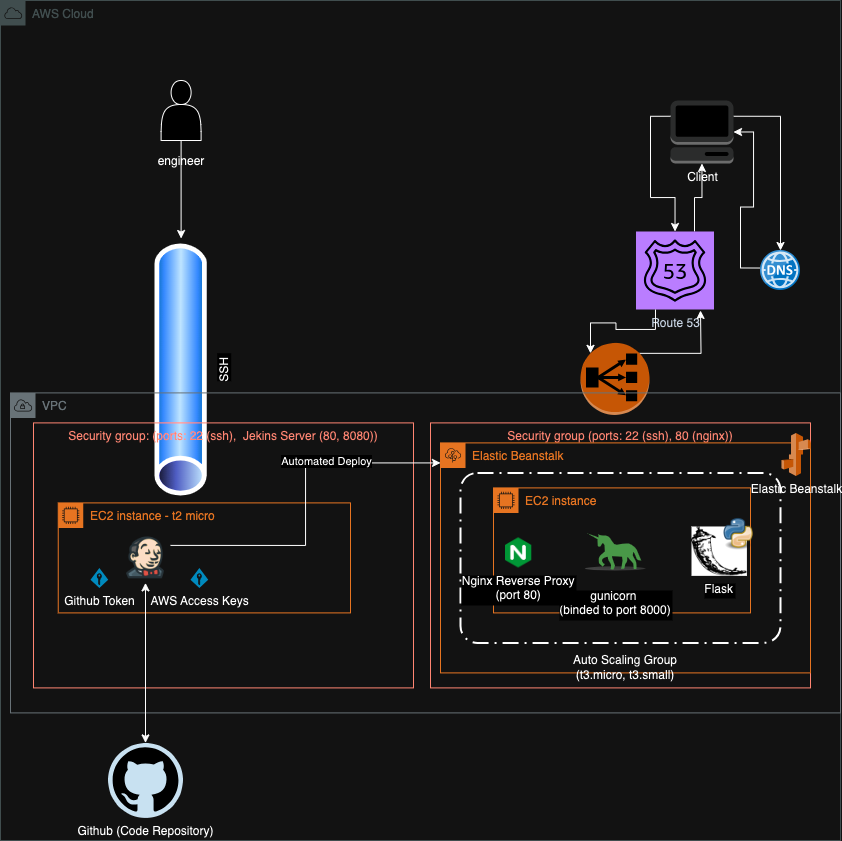 AWS Cloud
engineer
Client
53
DNS
Route 53
SSH
VPC
Security group: (ports: 22 (ssh),  Jekins Server (80, 8080))
Security group (ports: 22 (ssh), 80 (nginx))
Automated Deploy
Elastic Beanstalk
Elastic Beanstalk
EC2 instance - t2 micro
EC2 instance
N
Github Token
AWS Access Keys
Nginx Reverse Proxy
(port 80)
gunicorn
(binded to port 8000)
Flask
Auto Scaling Group
(t3.micro, t3.small)
Github (Code Repository)